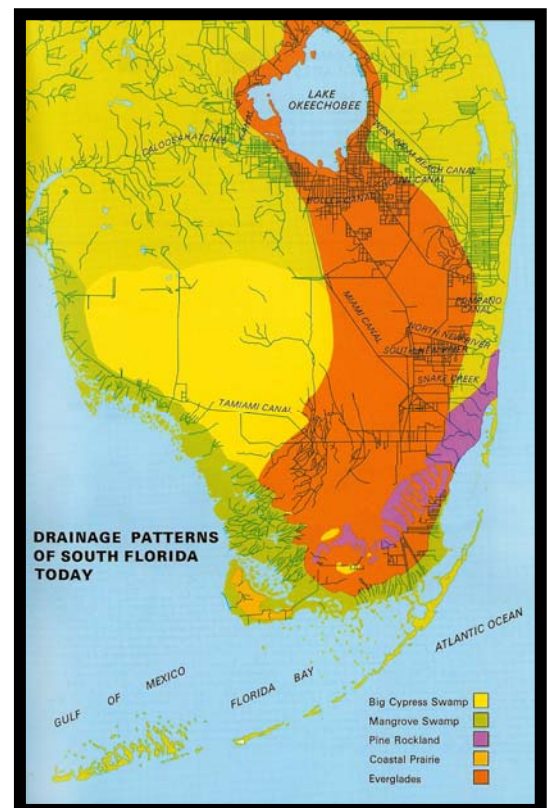 LAKE
OKEECHOBEE
CANAL
CALOOSAHATCHEE
WEST PALM BEACH CANAL
CANAL
POMPANO
CANAL
MIAMI CANAL
NORTH NEW RIVER
SOUTH NEW RIVER
SNAKE CREEK
TAMIAMI CANAL
DRAINAGE PATTERNS
OF SOUTH FLORIDA
TODAY
ATLANTIC OCEAN
FLORIDA BAY
GULF OF MEXICO
Big Cypress Swamp
Mangrove Swamp
Pine Rockland
Coastal Prairie
Everglades